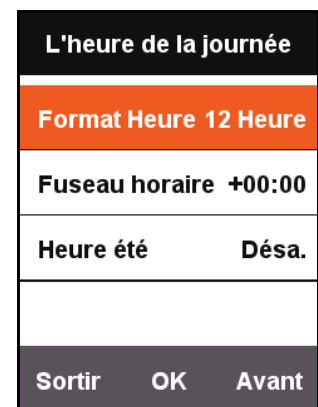 L'heure de la journée
Format Heure 12 Heure
Fuseau horaire +00:00
Heure été Désa.
Sortir OK Avant